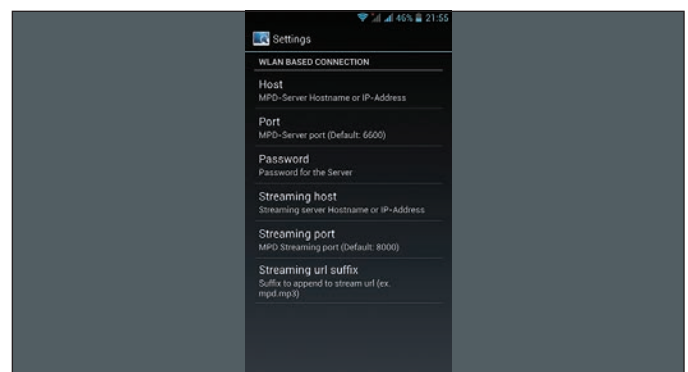 46% 21:55
Settings
WLAN BASED CONNECTION
Host
MPD-Server Hostname or IP-Address
Port
MPD-Server port (Default: 6600)
Password
Password for the Server
Streaming host
Streaming server Hostname or IP-Address
Streaming port
MPD Streaming port (Default: 8000)
Streaming url suffix
Suffix to append to stream url (ex.
mpd.mp3)